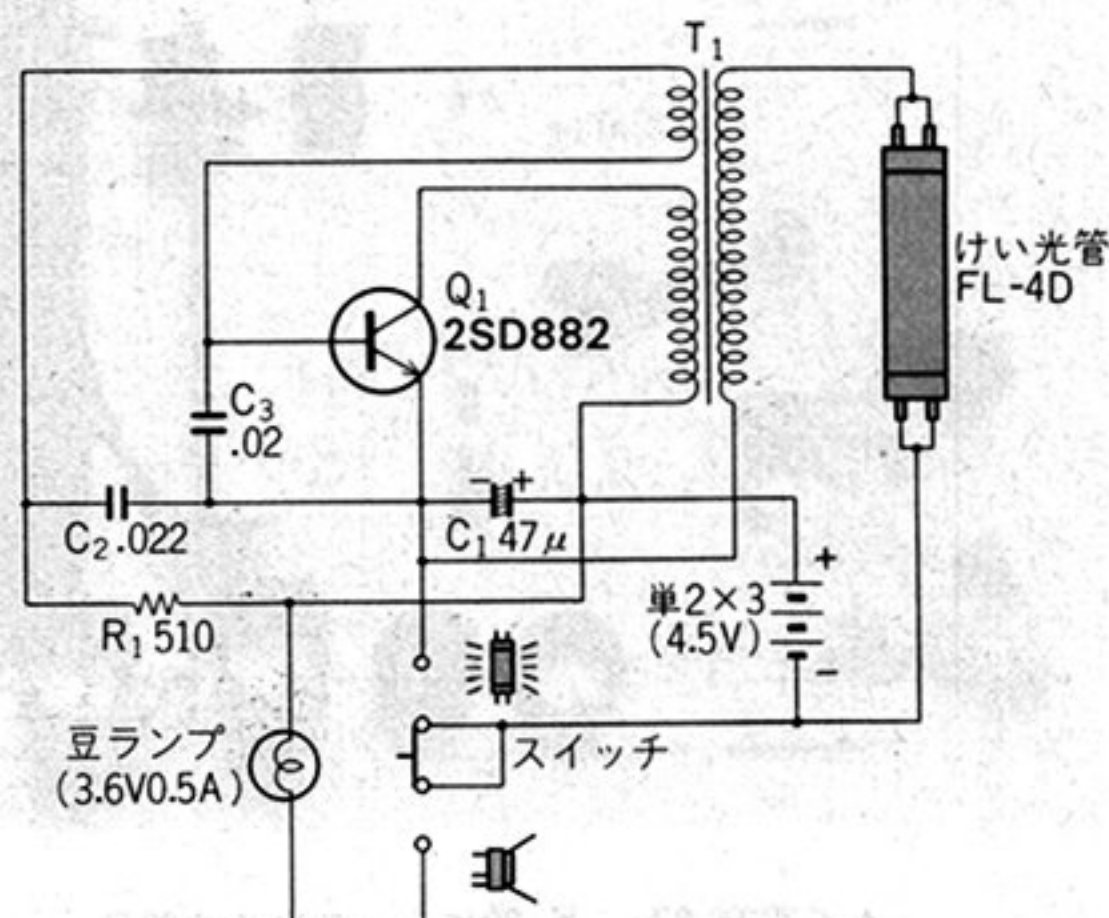 T1
けい光管
FL-4D
Q1
2SD882
C3
.02
C2 .022
- +
C1 47μ
+
単2×3
(4.5V)
-
R1 510
豆ランプ
(3.6V0.5A)
スイッチ